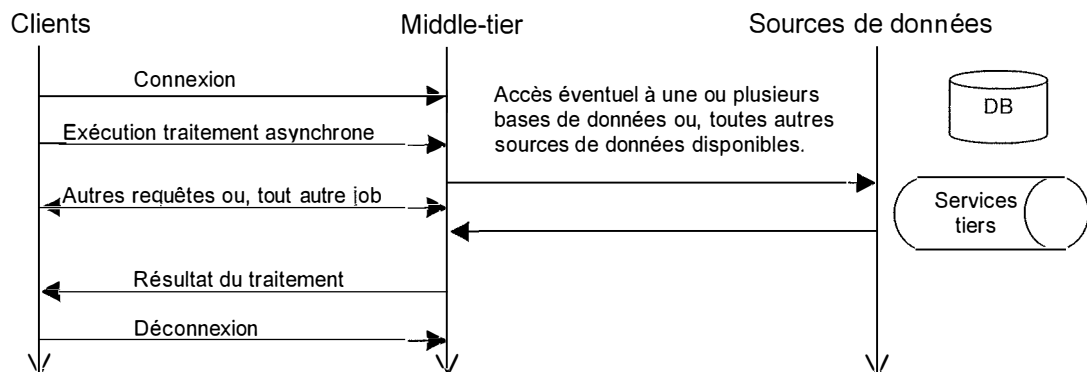 Clients
Middle-tier
Sources de données
Connexion
Accès éventuel à une ou plusieurs
bases de données ou, toutes autres
sources de données disponibles.
DB
Exécution traitement asynchrone
Autres requêtes ou, tout autre job
Services
tiers
Résultat du traitement
Déconnexion